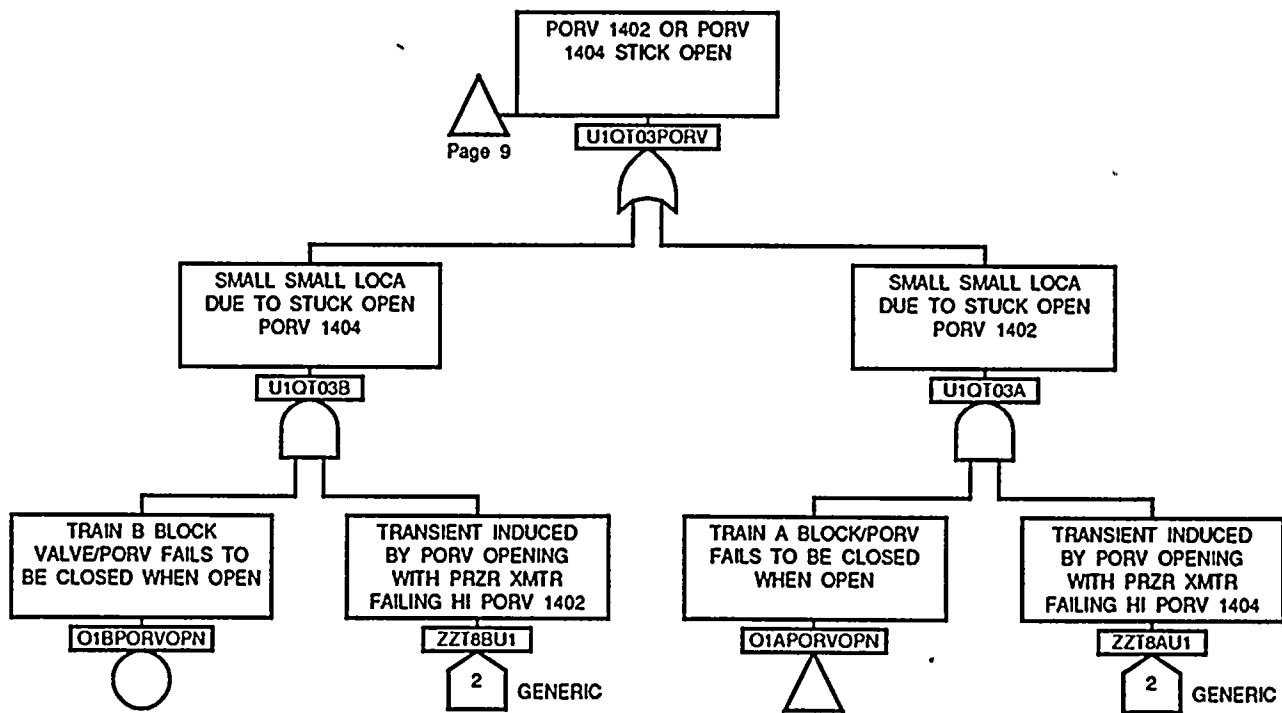 PORV 1402 OR PORV
1404 STICK OPEN
Page 9
U1QT03PORV
SMALL SMALL LOCA
DUE TO STUCK OPEN
PORV 1404
U1QT03B
SMALL SMALL LOCA
DUE TO STUCK OPEN
PORV 1402
U1QT03A
TRAIN B BLOCK
VALVE/PORV FAILS TO
BE CLOSED WHEN OPEN
O1BPORVOPN
TRANSIENT INDUCED
BY PORV OPENING
WITH PRZR XMTR
FAILING HI PORV 1402
ZZT8BU1
2
GENERIC
TRAIN A BLOCK/PORV
FAILS TO BE CLOSED
WHEN OPEN
O1APORVOPN
TRANSIENT INDUCED
BY PORV OPENING
WITH PRZR XMTR
FAILING HI PORV 1404
ZZT8AU1
2
GENERIC